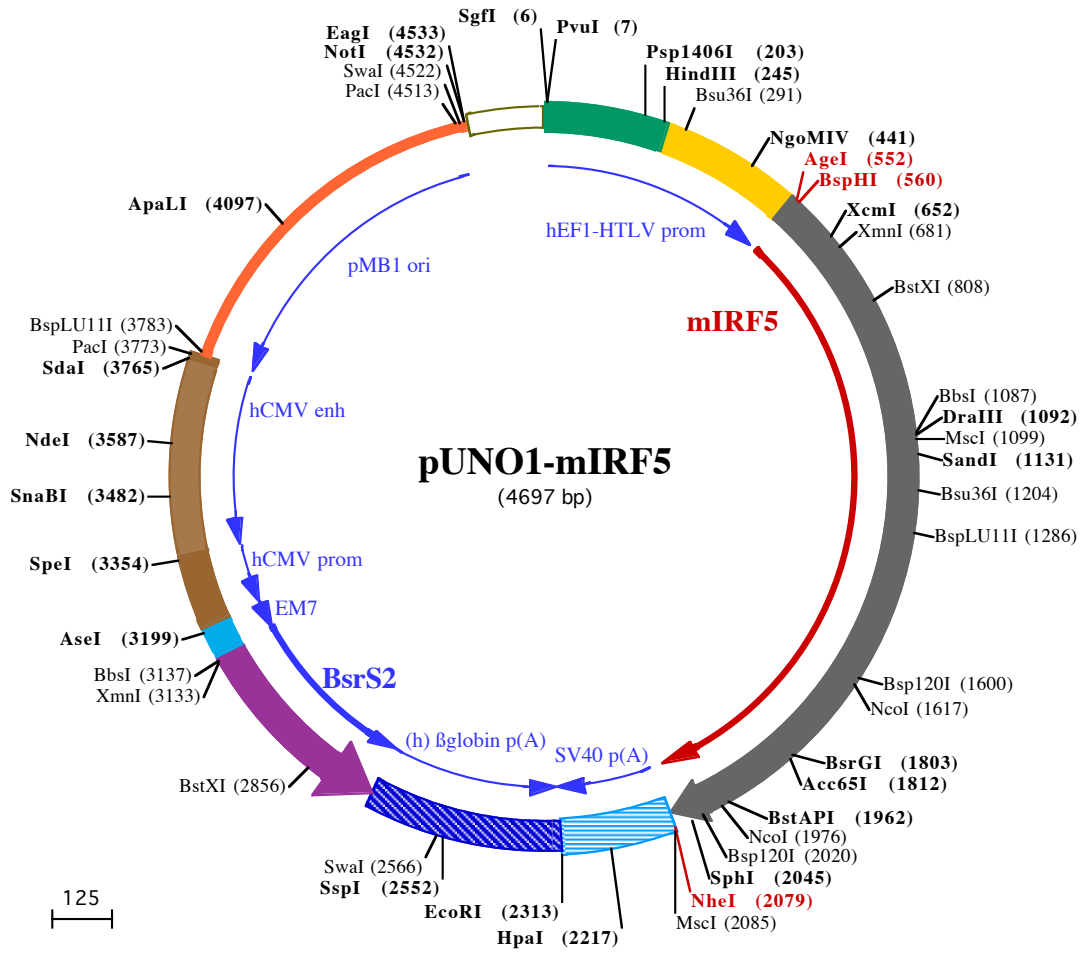 SgfI (6)
PvuI (7)
EagI (4533)
NotI (4532)
SwaI (4522)
PacI (4513)
Psp1406I (203)
HindIII (245)
Bsu36I (291)
NgoMIV (441)
AgeI (552)
BspHI (560)
XcmI (652)
XmnI (681)
BstXI (808)
BbsI (1087)
DraIII (1092)
MscI (1099)
SandI (1131)
Bsu36I (1204)
BspLU11I (1286)
Bsp120I (1600)
NcoI (1617)
BsrGI (1803)
Acc65I (1812)
BstAPI (1962)
NcoI (1976)
Bsp120I (2020)
SphI (2045)
NheI (2079)
MscI (2085)
HpaI (2217)
EcoRI (2313)
SspI (2552)
SwaI (2566)
BstXI (2856)
XmnI (3133)
BbsI (3137)
AseI (3199)
SpeI (3354)
SnaBI (3482)
NdeI (3587)
SdaI (3765)
PacI (3773)
BspLU11I (3783)
ApaLI (4097)
hEF1-HTLV prom
pMB1 ori
mIRF5
hCMV enh
pUNO1-mIRF5
(4697 bp)
hCMV prom
EM7
BsrS2
(h) ßglobin p(A)
SV40 p(A)
125